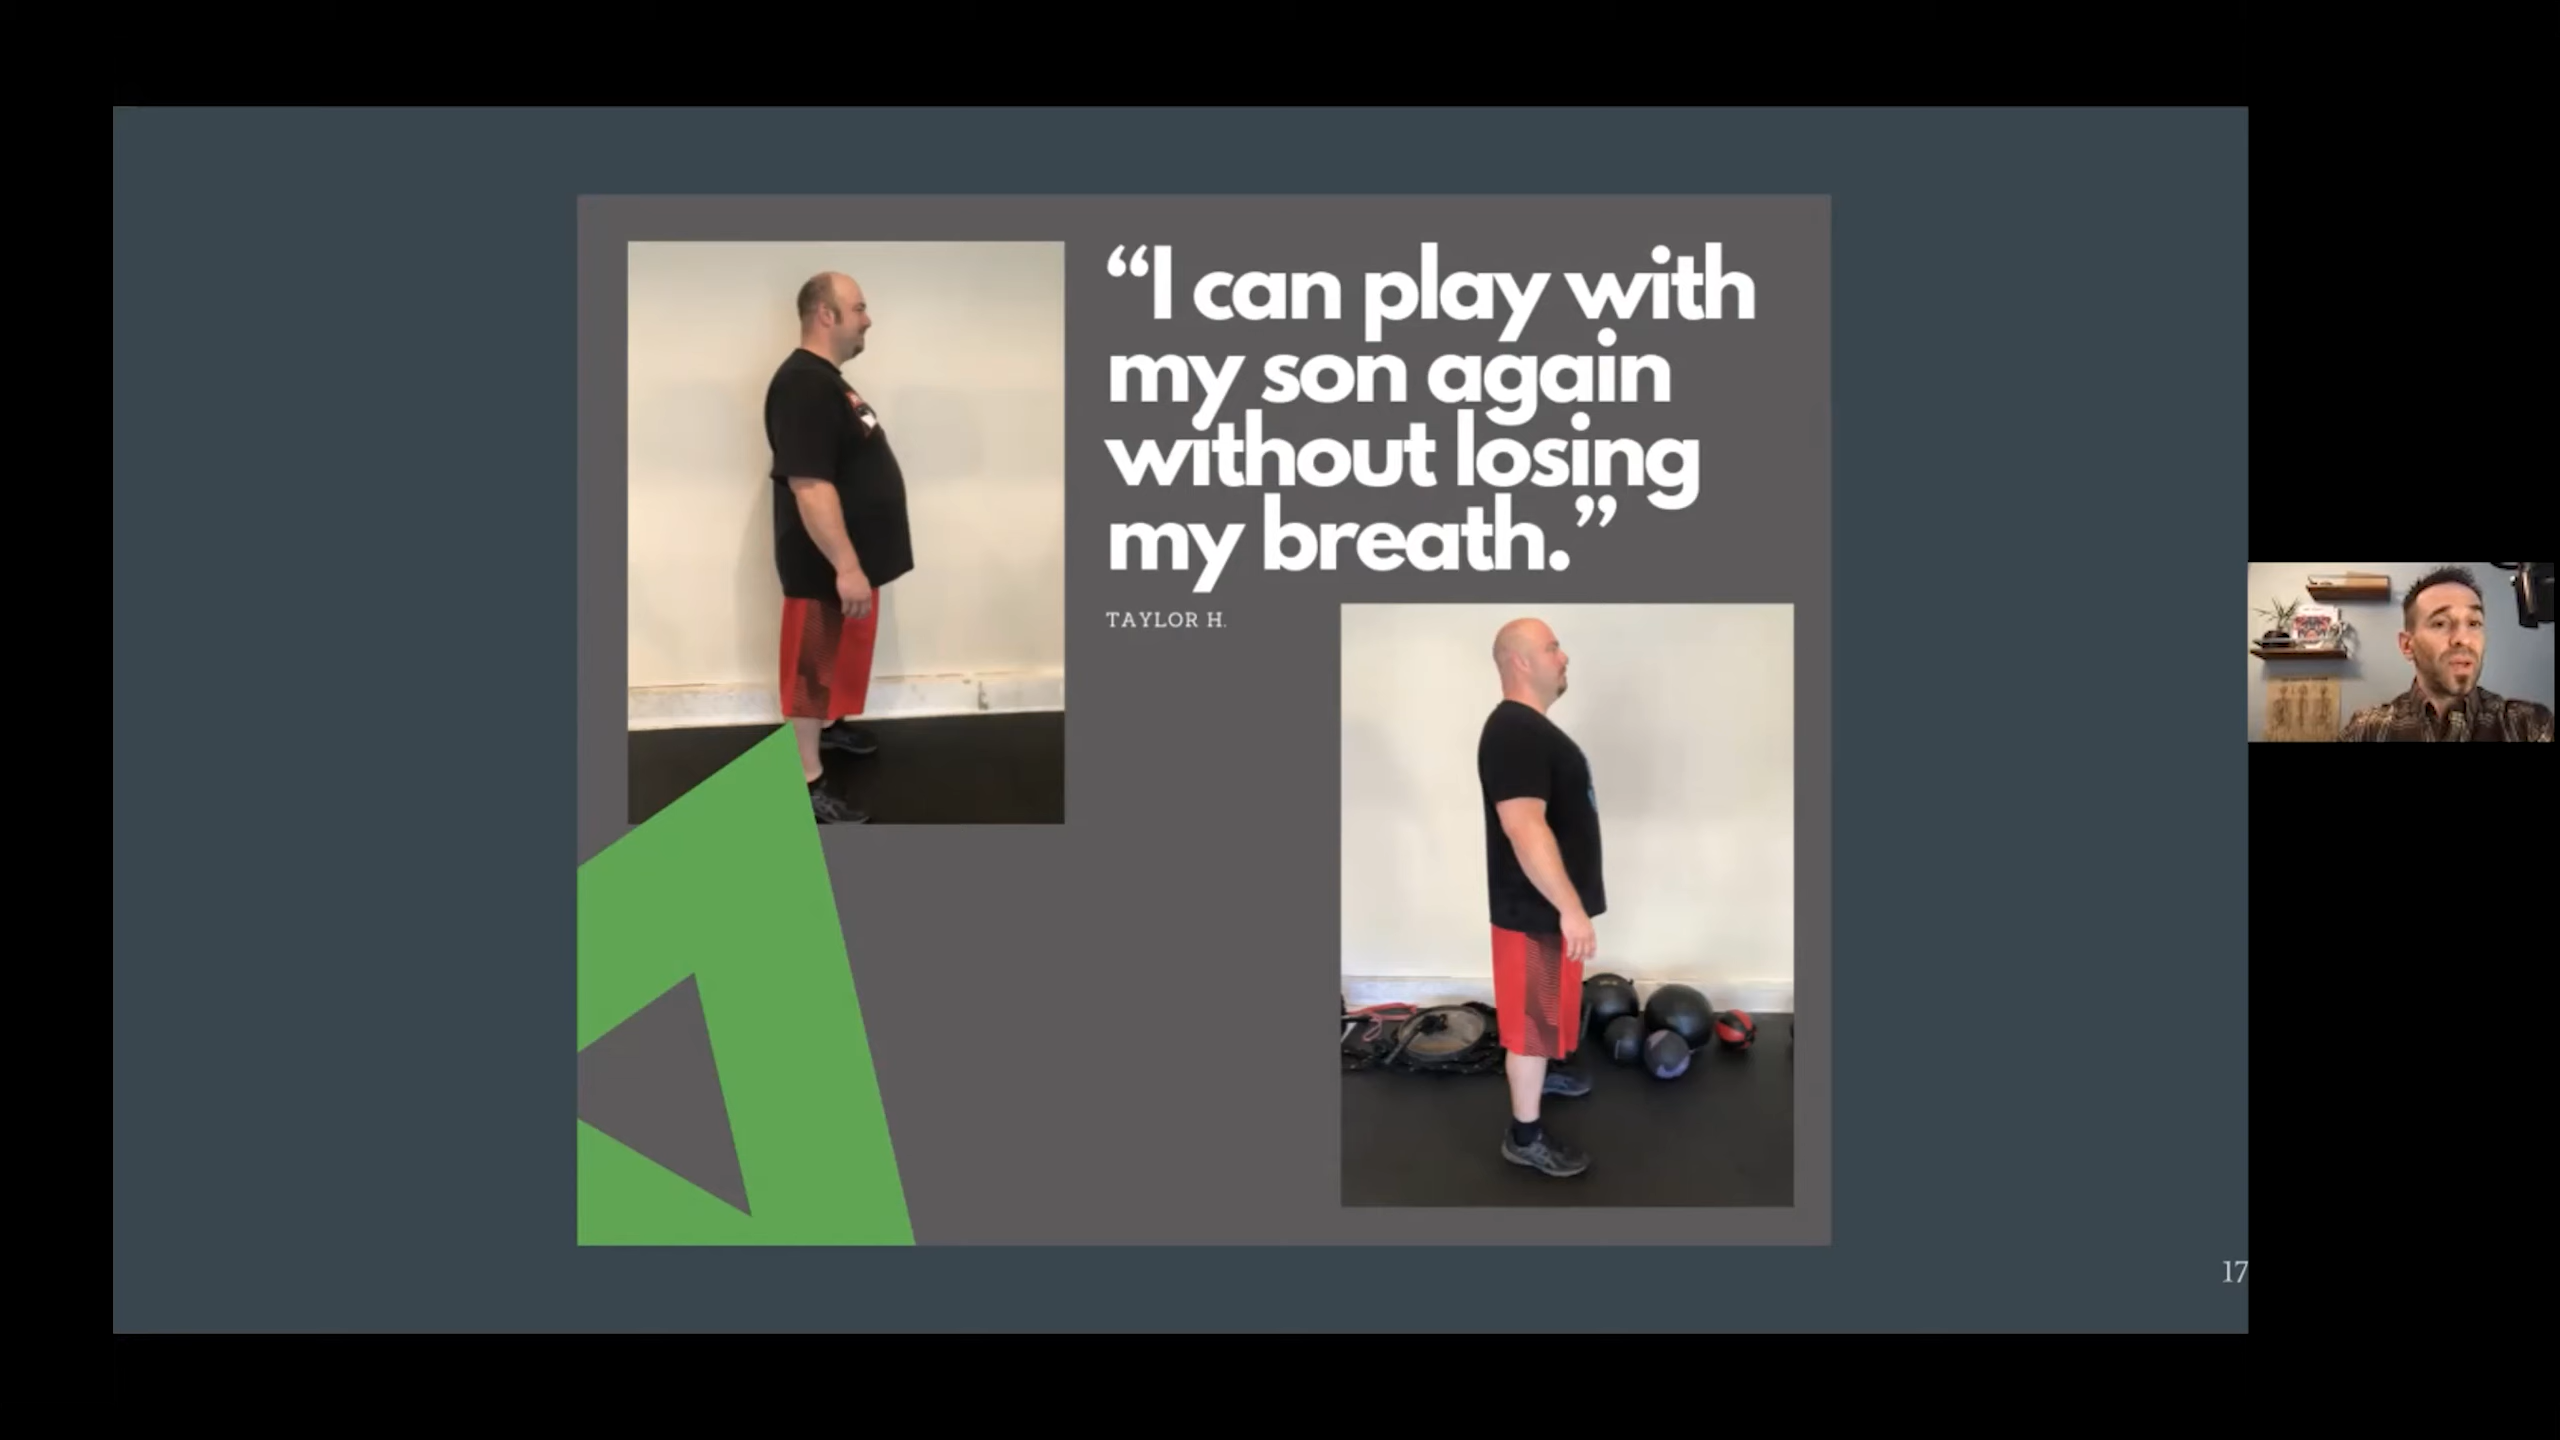 “I can play with
my son again
without losing
my breath.”
TAYLOR H.
17